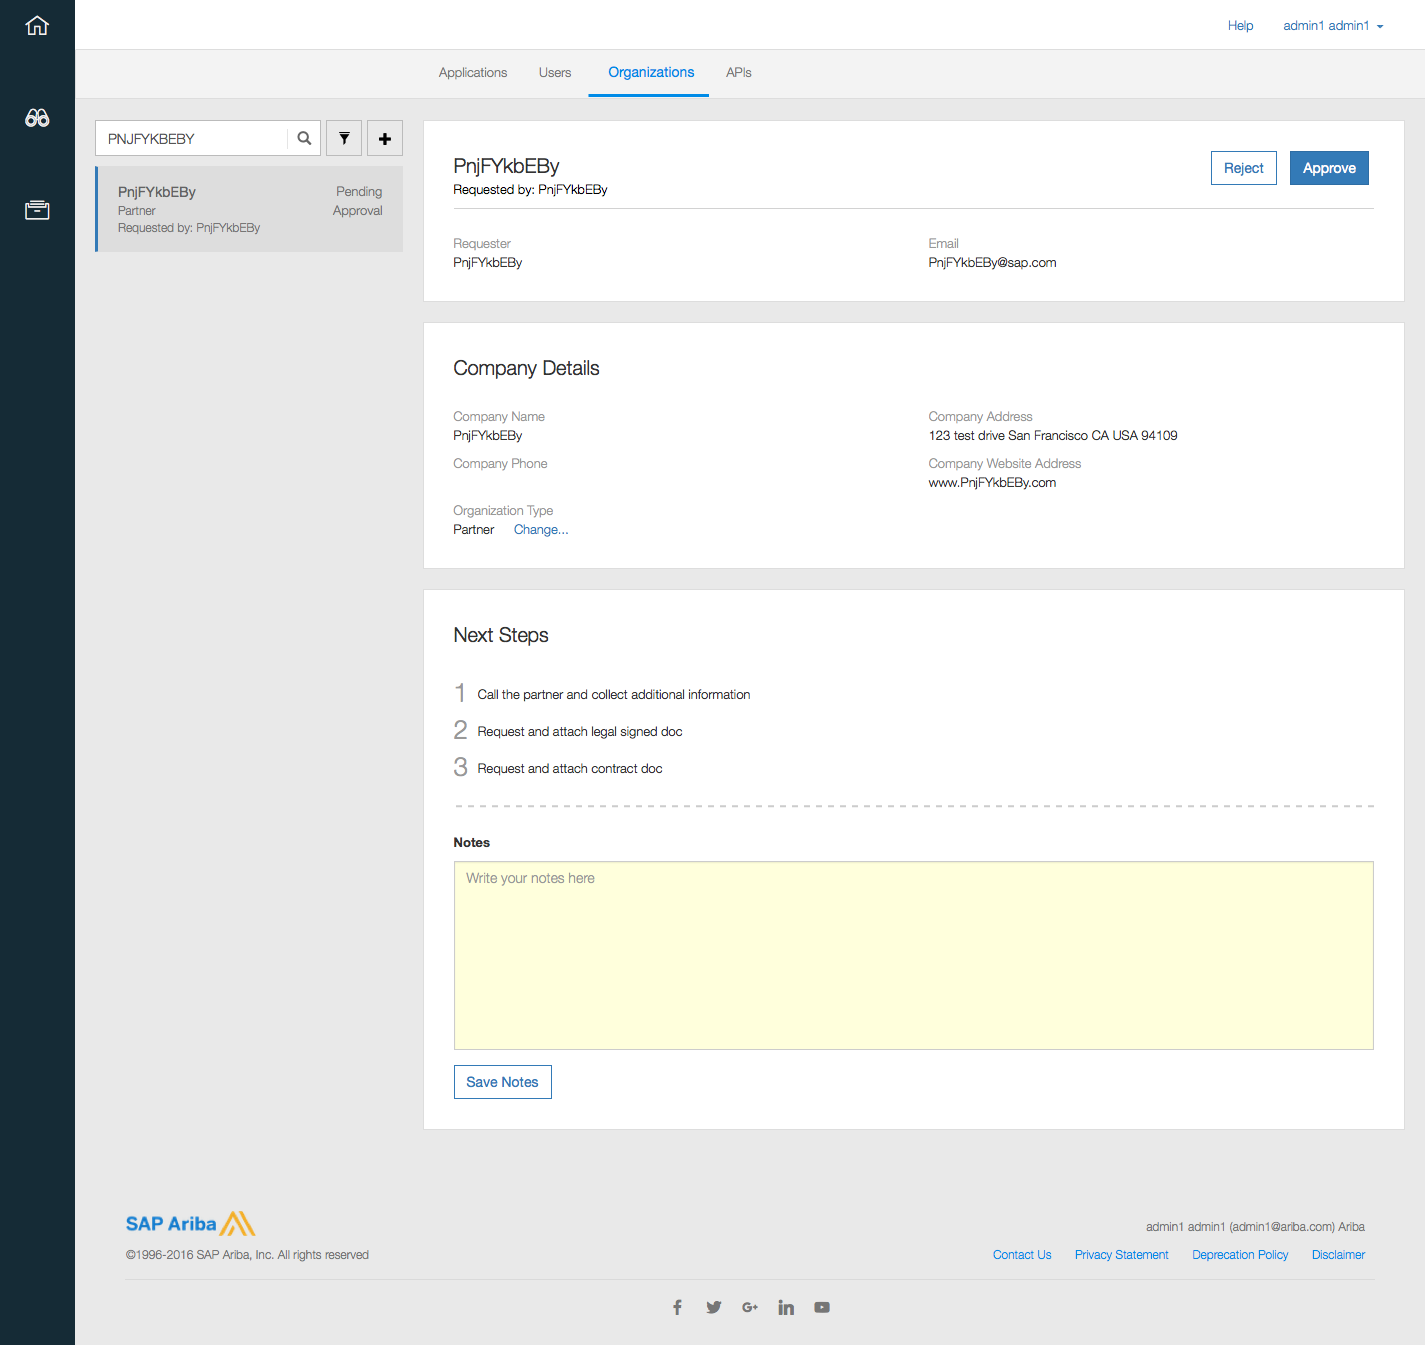 Help admin1 admin1
Applications Users Organizations APIs
PNJFYKBEBY
PnjFYkbEBy Pending
Partner Approval
Requested by: PnjFYkbEBy
PnjFYkbEBy
Requested by: PnjFYkbEBy
Reject Approve
Requester Email
PnjFYkbEBy PnjFYkbEBy@sap.com
Company Details
Company Name Company Address
PnjFYkbEBy 123 test drive San Francisco CA USA 94109
Company Phone Company Website Address
www.PnjFYkbEBy.com
Organization Type
Partner Change...
Next Steps
1 Call the partner and collect additional information
2 Request and attach legal signed doc
3 Request and attach contract doc
Notes
Write your notes here
Save Notes
SAP Ariba
admin1 admin1 (admin1@ariba.com) Ariba
©1996-2016 SAP Ariba, Inc. All rights reserved
Contact Us Privacy Statement Deprecation Policy Disclaimer